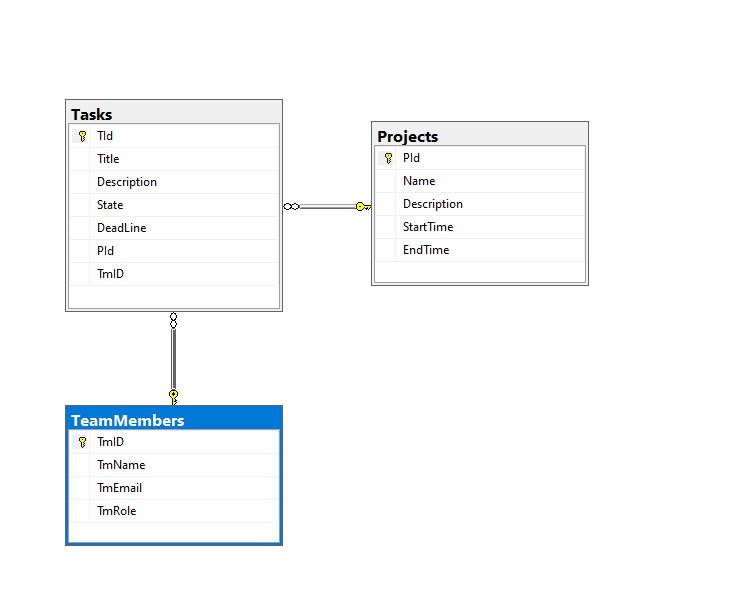 Tasks
TId
Title
Description
State
DeadLine
PId
TmID
Projects
PId
Name
Description
StartTime
EndTime
TeamMembers
TmID
TmName
TmEmail
TmRole